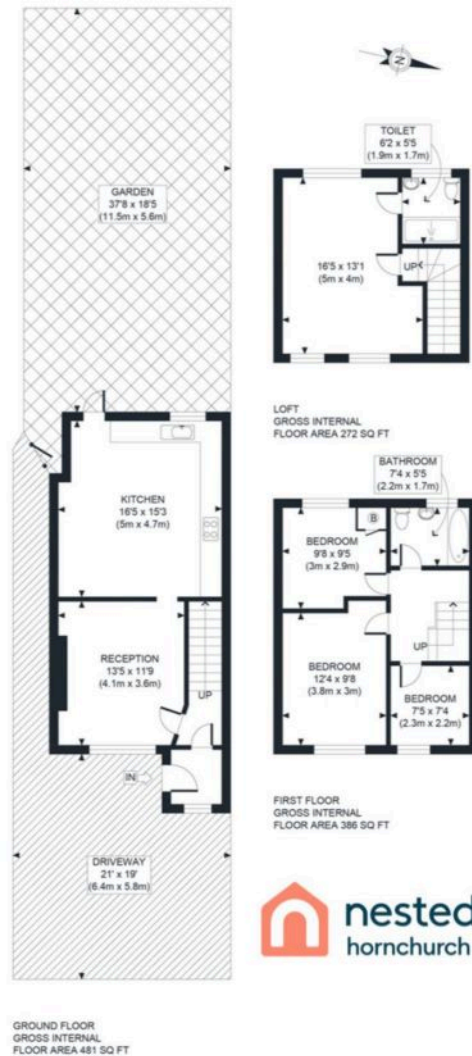 N
GARDEN
37'8 x 18'5
(11.5m x 5.6m)
KITCHEN
16'5 x 15'3
(5m x 4.7m)
RECEPTION
13'5 x 11'9
(4.1m x 3.6m)
UP
IN
DRIVEWAY
21' x 19'
(6.4m x 5.8m)
GROUND FLOOR
GROSS INTERNAL
FLOOR AREA 481 SQ FT
TOILET
6'2 x 5'5
(1.9m x 1.7m)
16'5 x 13'1
(5m x 4m)
UP
LOFT
GROSS INTERNAL
FLOOR AREA 272 SQ FT
BATHROOM
7'4 x 5'5
(2.2m x 1.7m)
B
BEDROOM
9'8 x 9'5
(3m x 2.9m)
UP
BEDROOM
12'4 x 9'8
(3.8m x 3m)
BEDROOM
7'5 x 7'4
(2.3m x 2.2m)
FIRST FLOOR
GROSS INTERNAL
FLOOR AREA 386 SQ FT
nested
hornchurch